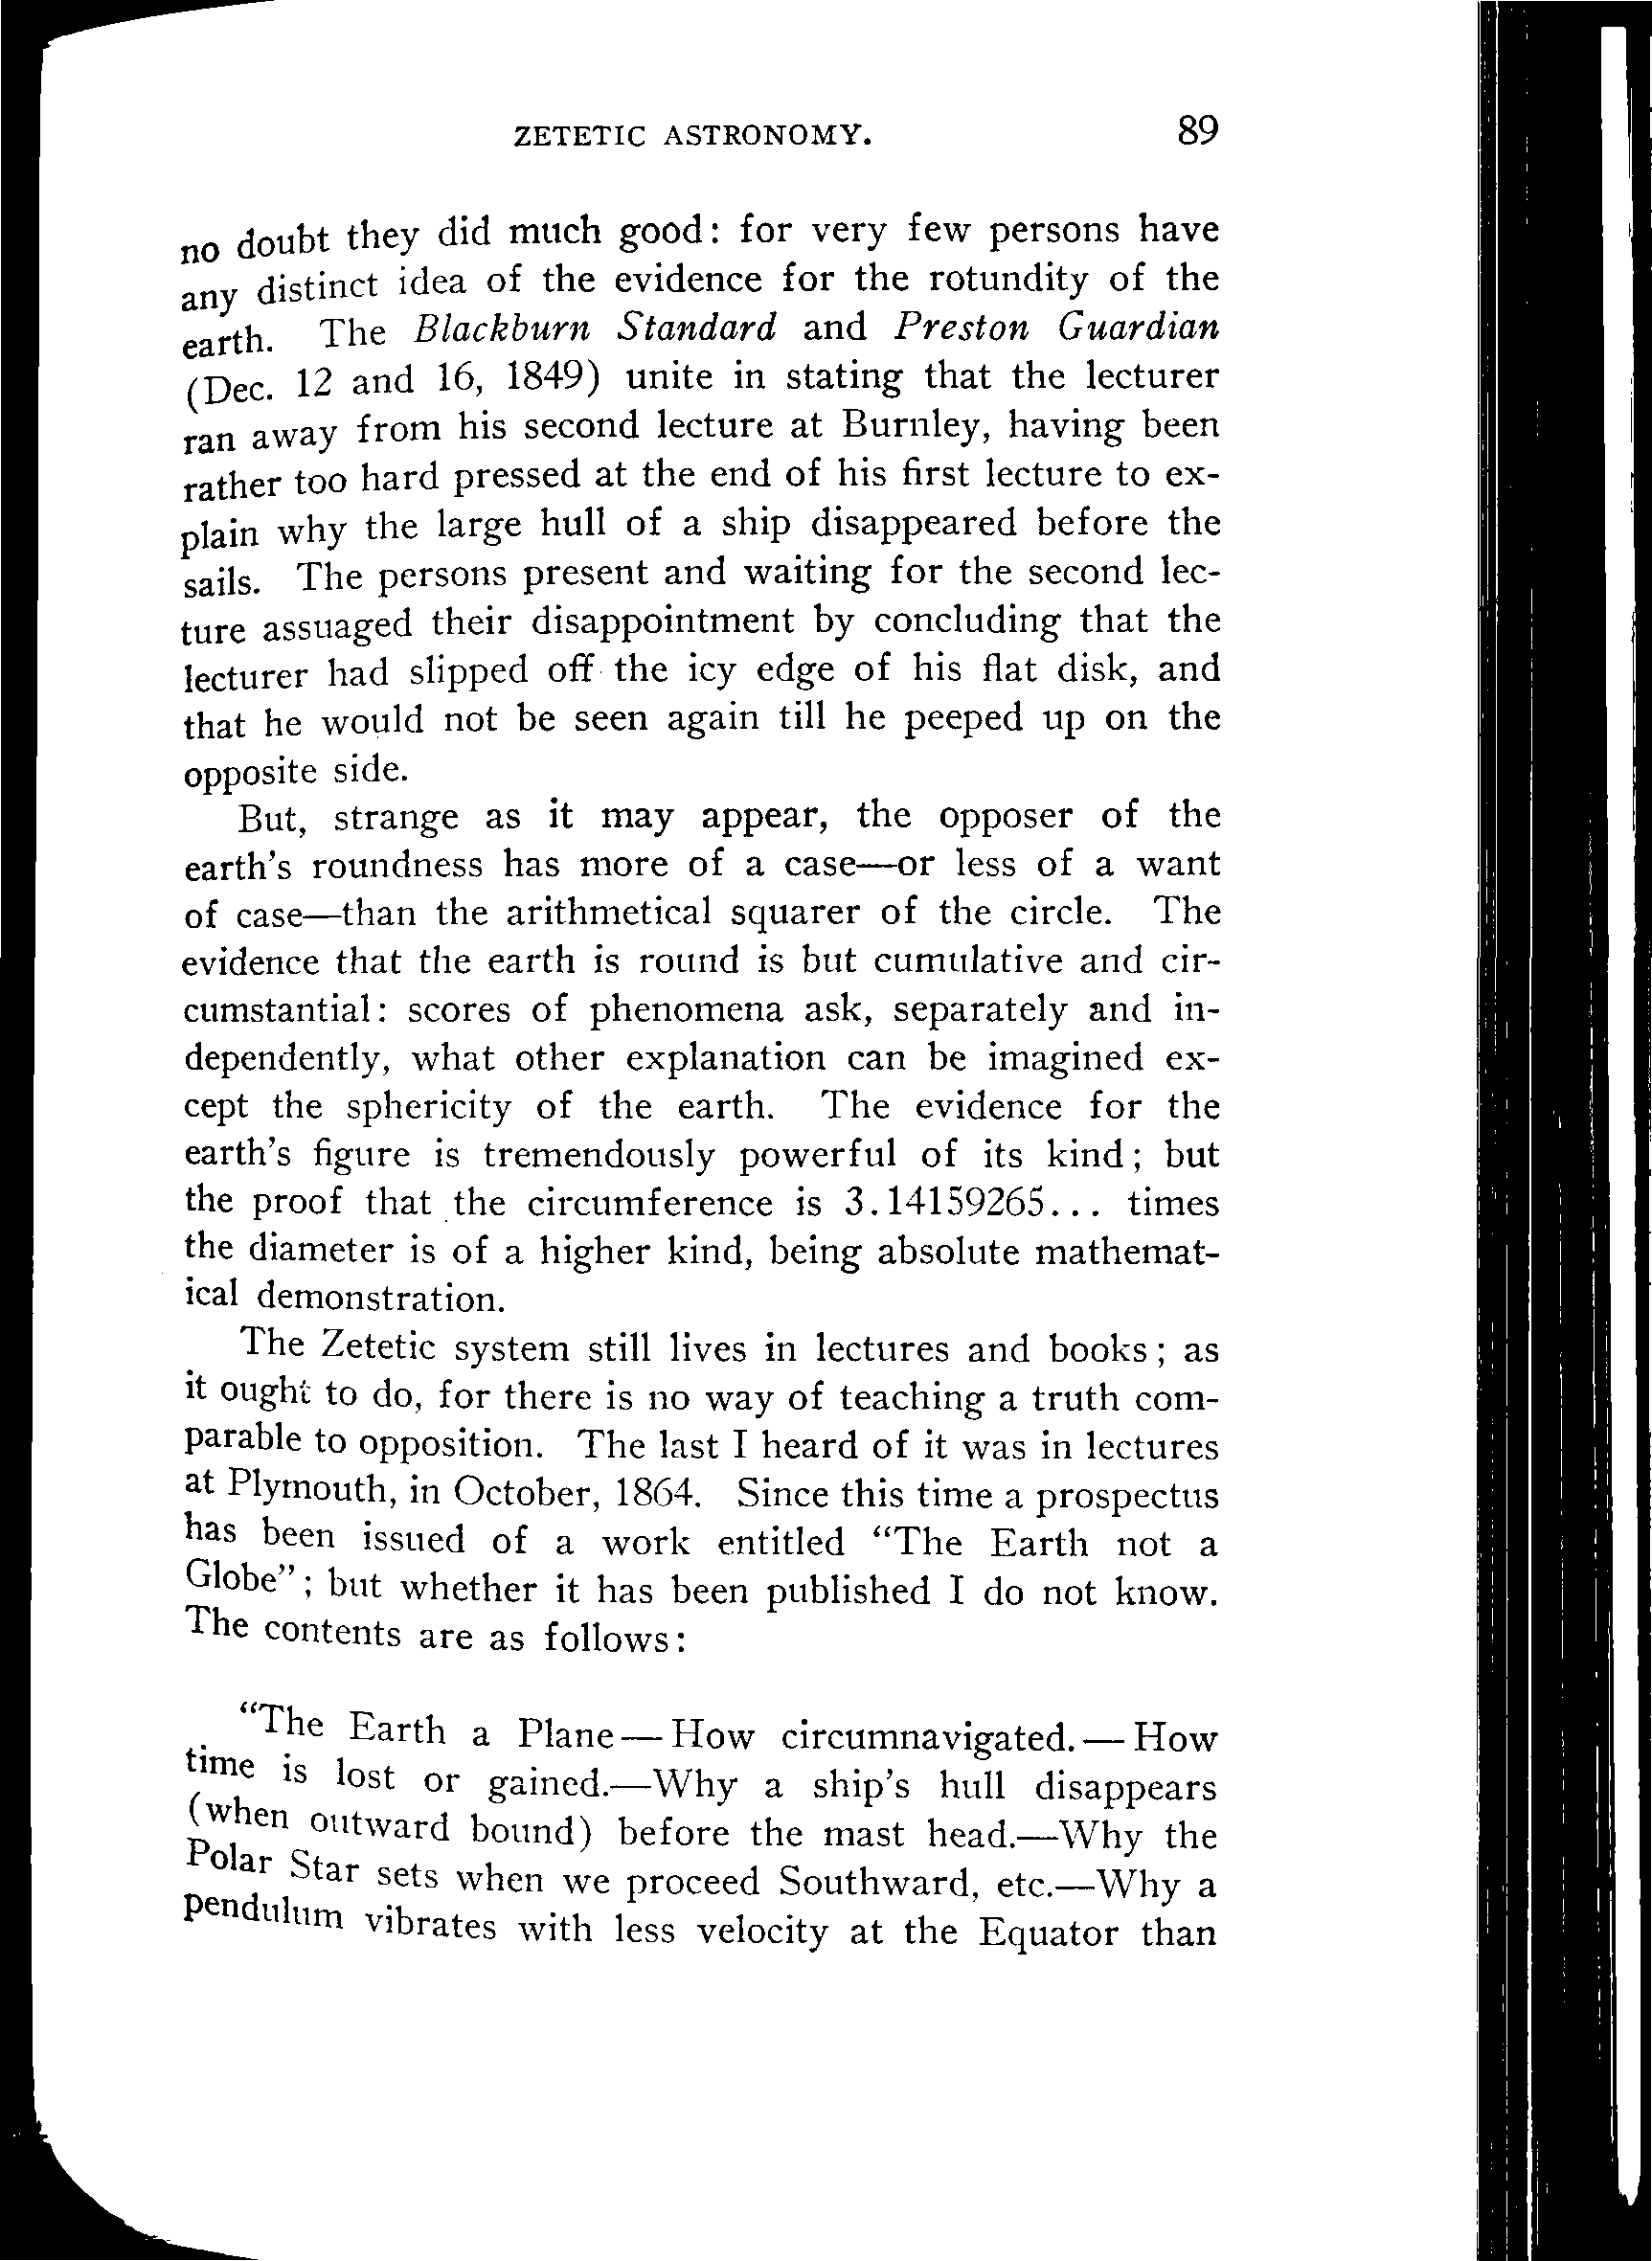 ZETETIC ASTRONOMY. 89
no doubt they did much good: for very few persons have
any distinct idea of the evidence for the rotundity of the
earth. The Blackburn Standard and Preston Guardian
(Dec. 12 and 16, 1849) unite in stating that the lecturer
ran away from his second lecture at Burnley, having been
rather too hard pressed at the end of his first lecture to ex-
plain why the large hull of a ship disappeared before the
sails. The persons present and waiting for the second lec-
ture assuaged their disappointment by concluding that the
lecturer had slipped off the icy edge of his flat disk, and
that he would not be seen again till he peeped up on the
opposite side.
But, strange as it may appear, the opposer of the
earth's roundness has more of a case—or less of a want
of case—than the arithmetical squarer of the circle. The
evidence that the earth is round is but cumulative and cir-
cumstantial: scores of phenomena ask, separately and in-
dependently, what other explanation can be imagined ex-
cept the sphericity of the earth. The evidence for the
earth's figure is tremendously powerful of its kind; but
the proof that the circumference is 3.14159265... times
the diameter is of a higher kind, being absolute mathemat-
ical demonstration.
The Zetetic system still lives in lectures and books; as
it ought to do, for there is no way of teaching a truth com-
parable to opposition. The last I heard of it was in lectures
at Plymouth, in October, 1864. Since this time a prospectus
has been issued of a work entitled "The Earth not a
Globe"; but whether it has been published I do not know.
The contents are as follows:
"The Earth a Plane—How circumnavigated.—How
time is lost or gained.—Why a ship's hull disappears
(when outward bound) before the mast head.—Why the
Polar Star sets when we proceed Southward, etc.—Why a
pendulum vibrates with less velocity at the Equator than